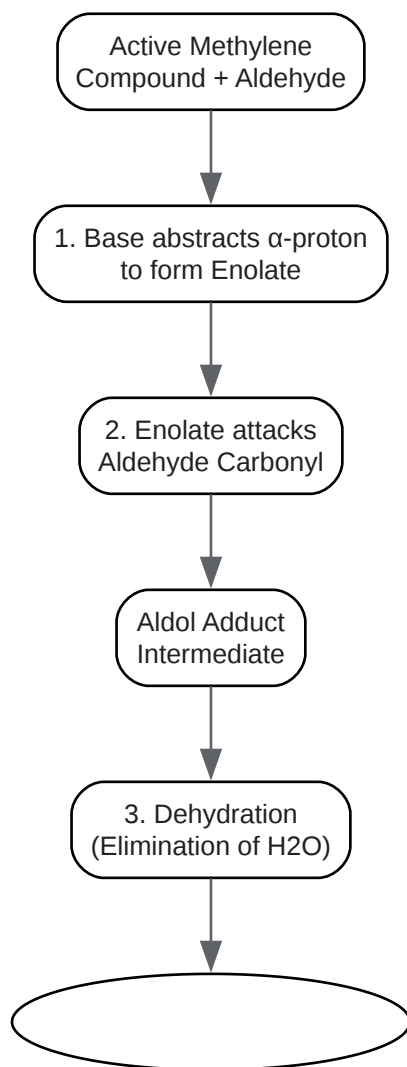 Active Methylene
Compound + Aldehyde
1. Base abstracts α-proton
to form Enolate
2. Enolate attacks
Aldehyde Carbonyl
Aldol Adduct
Intermediate
3. Dehydration
(Elimination of H2O)